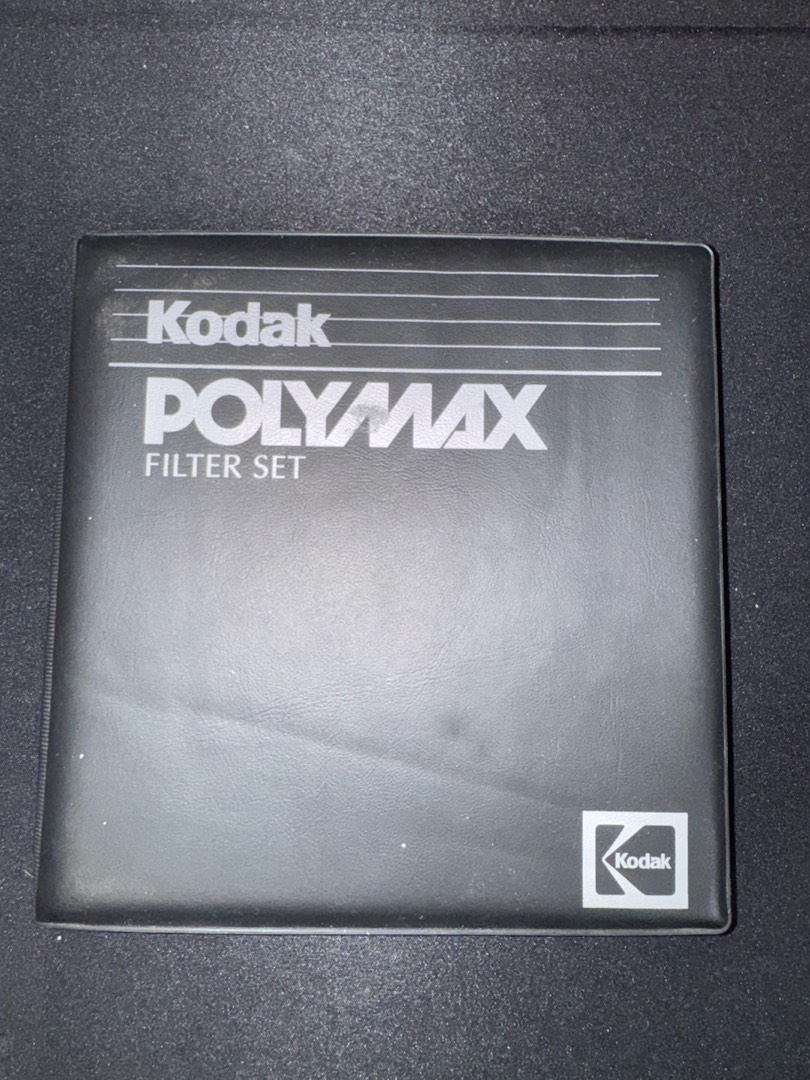 Kodak
POLYMAX
FILTER SET
Kodak